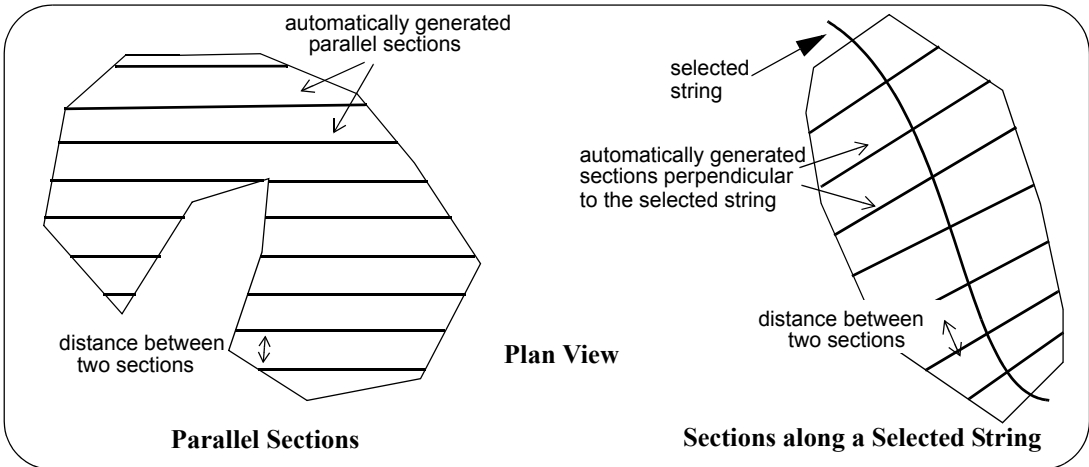 automatically generated
parallel sections
distance between
two sections
Parallel Sections
Plan View
selected
string
automatically generated
sections perpendicular
to the selected string
distance between
two sections
Sections along a Selected String